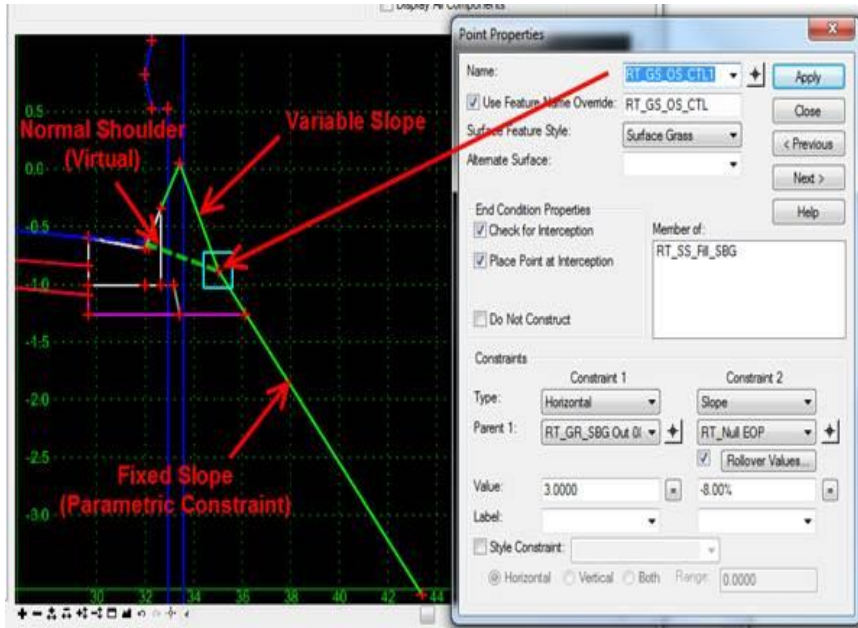 Display All Components
0.5
0.0
-0.5
-1.0
-1.5
-2.0
-2.5
-3.0
30
32
34
36
38
40
42
44
Normal Shoulder
(Virtual)
Variable Slope
Fixed Slope
(Parametric Constraint)
Point Properties
Name:
RT_GS_OS_CTL1
Apply
Use Feature Name Override:
RT_GS_OS_CTL
Close
Surface Feature Style:
Surface Grass
< Previous
Alternate Surface:
Next >
Help
End Condition Properties
Check for Interception
Place Point at Interception
Do Not Construct
Member of:
RT_SS_Fill_SBG
Constraints
Constraint 1
Constraint 2
Type:
Horizontal
Slope
Parent 1:
RT_GR_SBG Out
RT_Null EOP
Rollover Values...
Value:
3.0000
-8.00%
Label:
Style Constraint:
Horizontal
Vertical
Both
Range:
0.0000